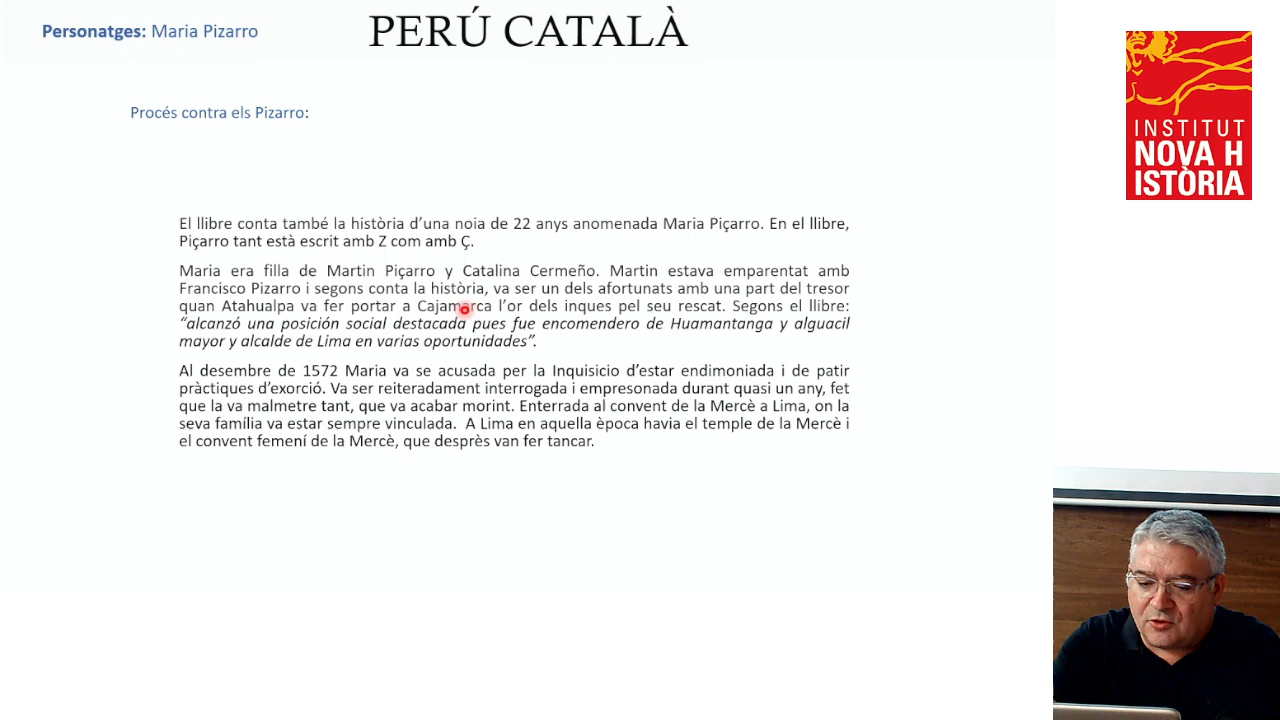 Personatges: Maria Pizarro
PERÚ CATALÀ
INSTITUT
NOVA H
ISTÒRIA
Procés contra els Pizarro:
El llibre conta també la història d’una noia de 22 anys anomenada Maria Piçarro. En el llibre,
Piçarro tant està escrit amb Z com amb Ç.
Maria era filla de Martin Piçarro y Catalina Cermeño. Martin estava emparentat amb
Francisco Pizarro i segons conta la història, va ser un dels afortunats amb una part del tresor
quan Atahualpa va fer portar a Cajamarca l’or dels inques pel seu rescat. Segons el llibre:
“alcanzó una posición social destacada pues fue encomendero de Huamantanga y alguacil
mayor y alcalde de Lima en varias oportunidades”.
Al desembre de 1572 Maria va se acusada per la Inquisicio d’estar endimoniada i de patir
pràctiques d’exorció. Va ser reiteradament interrogada i empresonada durant quasi un any, fet
que la va malmetre tant, que va acabar morint. Enterrada al convent de la Mercè a Lima, on la
seva família va estar sempre vinculada. A Lima en aquella època havia el temple de la Mercè i
el convent femení de la Mercè, que desprès van fer tancar.